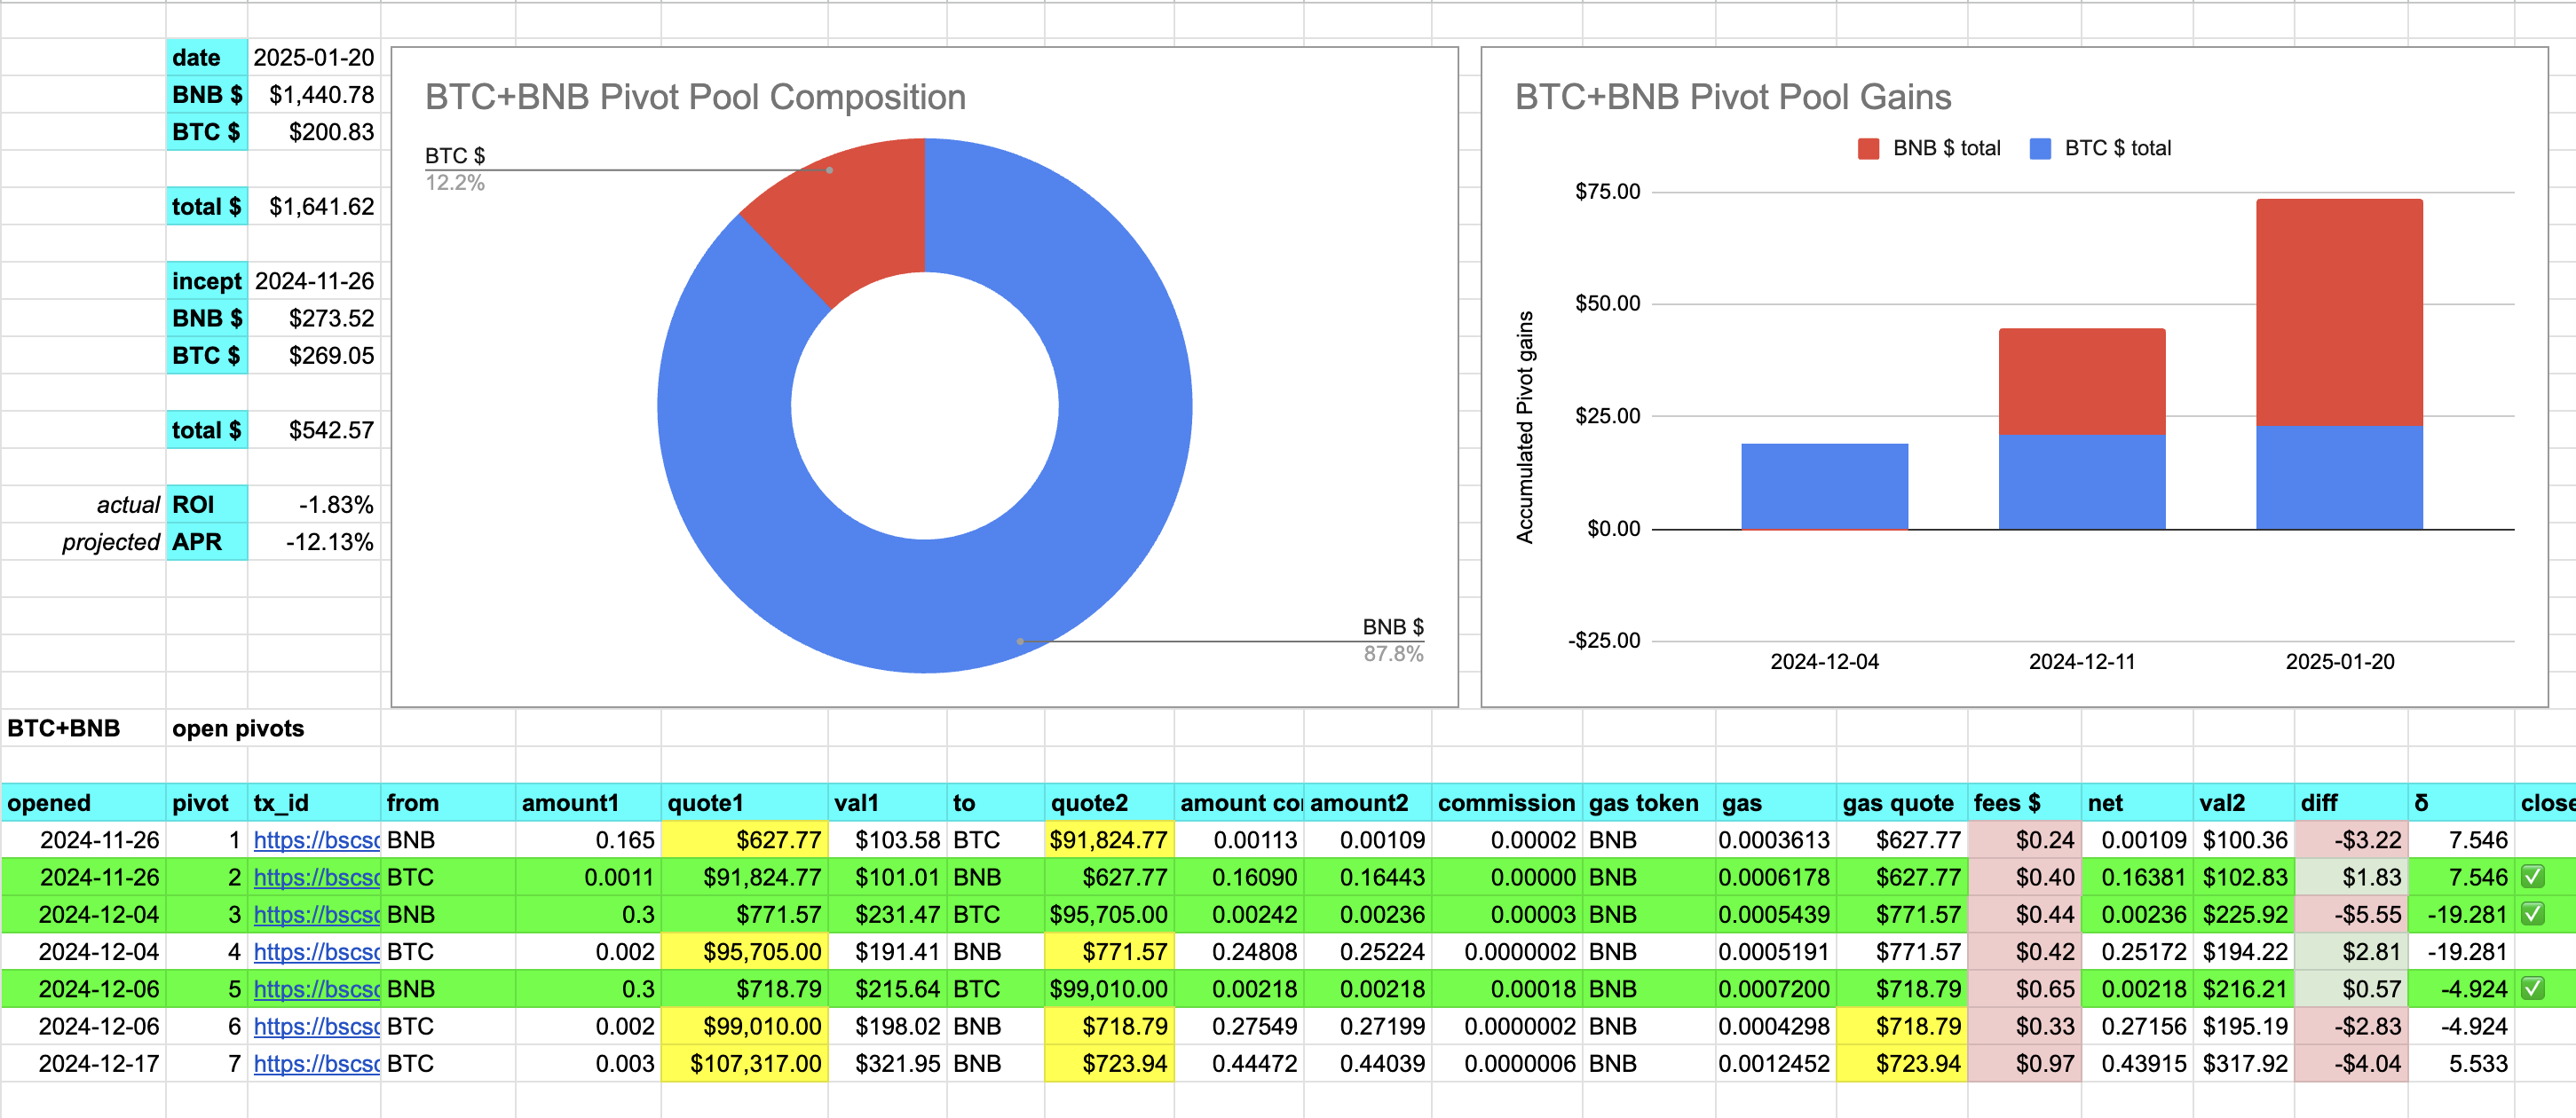 date 2025-01-20
BNB $ $1,440.78
BTC $ $200.83
total $ $1,641.62
incept 2024-11-26
BNB $ $273.52
BTC $ $269.05
total $ $542.57
actual ROI -1.83%
projected APR -12.13%
BTC+BNB Pivot Pool Composition
BTC $
12.2%
BNB $
87.8%
BTC+BNB Pivot Pool Gains
BNB $ total BTC $ total
Accumulated Pivot gains
$75.00
$50.00
$25.00
$0.00
-$25.00
2024-12-04 2024-12-11 2025-01-20
BTC+BNB open pivots
opened pivot tx_id from amount1 quote1 val1 to quote2 amount co amount2 commission gas token gas gas quote fees $ net val2 diff δ close
2024-11-26 1 https://bscsc BNB 0.165 $627.77 $103.58 BTC $91,824.77 0.00113 0.00109 0.00002 BNB 0.0003613 $627.77 $0.24 0.00109 $100.36 -$3.22 7.546
2024-11-26 2 https://bscsc BTC 0.0011 $91,824.77 $101.01 BNB $627.77 0.16090 0.16443 0.00000 BNB 0.0006178 $627.77 $0.40 0.16381 $102.83 $1.83 7.546 ✅
2024-12-04 3 https://bscsc BNB 0.3 $771.57 $231.47 BTC $95,705.00 0.00242 0.00236 0.00003 BNB 0.0005439 $771.57 $0.44 0.00236 $225.92 -$5.55 -19.281 ✅
2024-12-04 4 https://bscsc BTC 0.002 $95,705.00 $191.41 BNB $771.57 0.24808 0.25224 0.0000002 BNB 0.0005191 $771.57 $0.42 0.25172 $194.22 $2.81 -19.281
2024-12-06 5 https://bscsc BNB 0.3 $718.79 $215.64 BTC $99,010.00 0.00218 0.00218 0.00018 BNB 0.0007200 $718.79 $0.65 0.00218 $216.21 $0.57 -4.924 ✅
2024-12-06 6 https://bscsc BTC 0.002 $99,010.00 $198.02 BNB $718.79 0.27549 0.27199 0.0000002 BNB 0.0004298 $718.79 $0.33 0.27156 $195.19 -$2.83 -4.924
2024-12-17 7 https://bscsc BTC 0.003 $107,317.00 $321.95 BNB $723.94 0.44472 0.44039 0.0000006 BNB 0.0012452 $723.94 $0.97 0.43915 $317.92 -$4.04 5.533